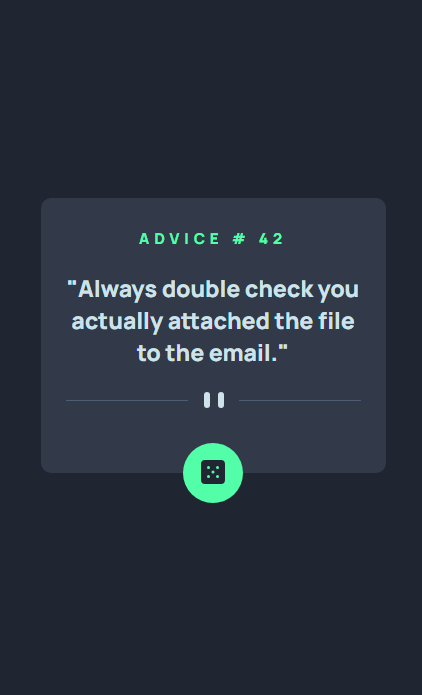 ADVICE # 42
"Always double check you
actually attached the file
to the email."